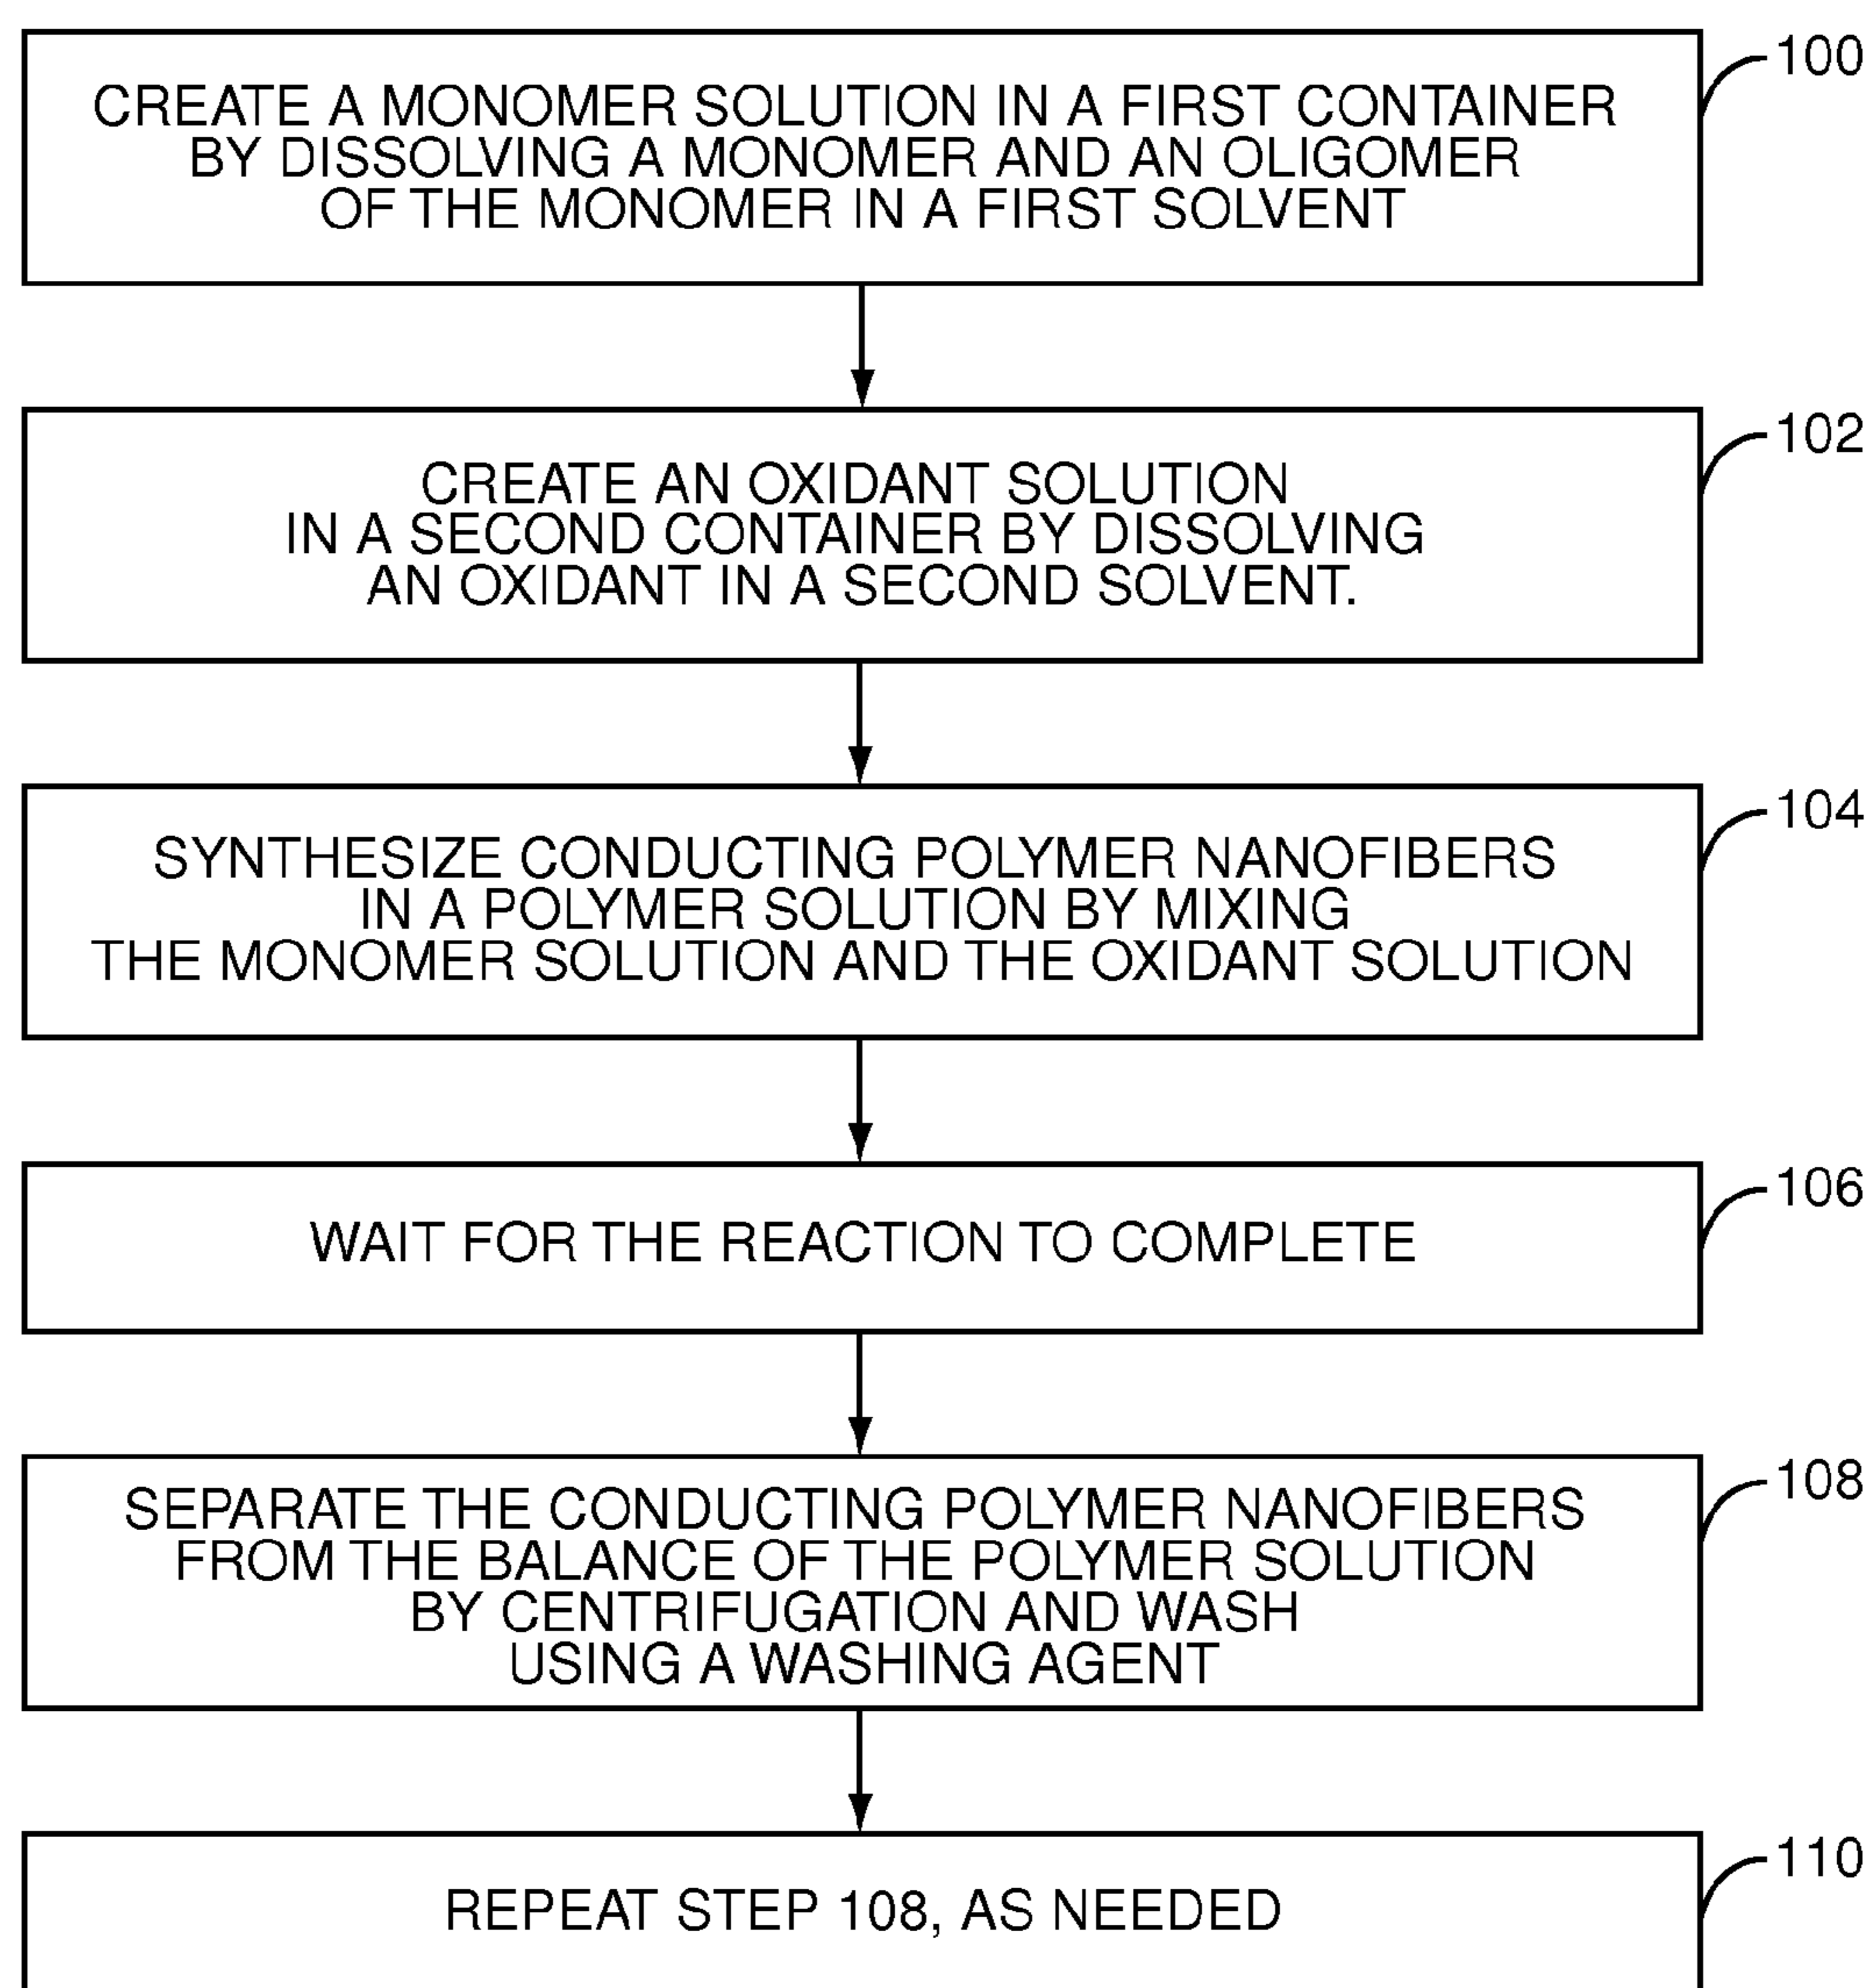 100
CREATE A MONOMER SOLUTION IN A FIRST CONTAINER
BY DISSOLVING A MONOMER AND AN OLIGOMER
OF THE MONOMER IN A FIRST SOLVENT
102
CREATE AN OXIDANT SOLUTION
IN A SECOND CONTAINER BY DISSOLVING
AN OXIDANT IN A SECOND SOLVENT.
104
SYNTHESIZE CONDUCTING POLYMER NANOFIBERS
IN A POLYMER SOLUTION BY MIXING
THE MONOMER SOLUTION AND THE OXIDANT SOLUTION
106
WAIT FOR THE REACTION TO COMPLETE
108
SEPARATE THE CONDUCTING POLYMER NANOFIBERS
FROM THE BALANCE OF THE POLYMER SOLUTION
BY CENTRIFUGATION AND WASH
USING A WASHING AGENT
110
REPEAT STEP 108, AS NEEDED